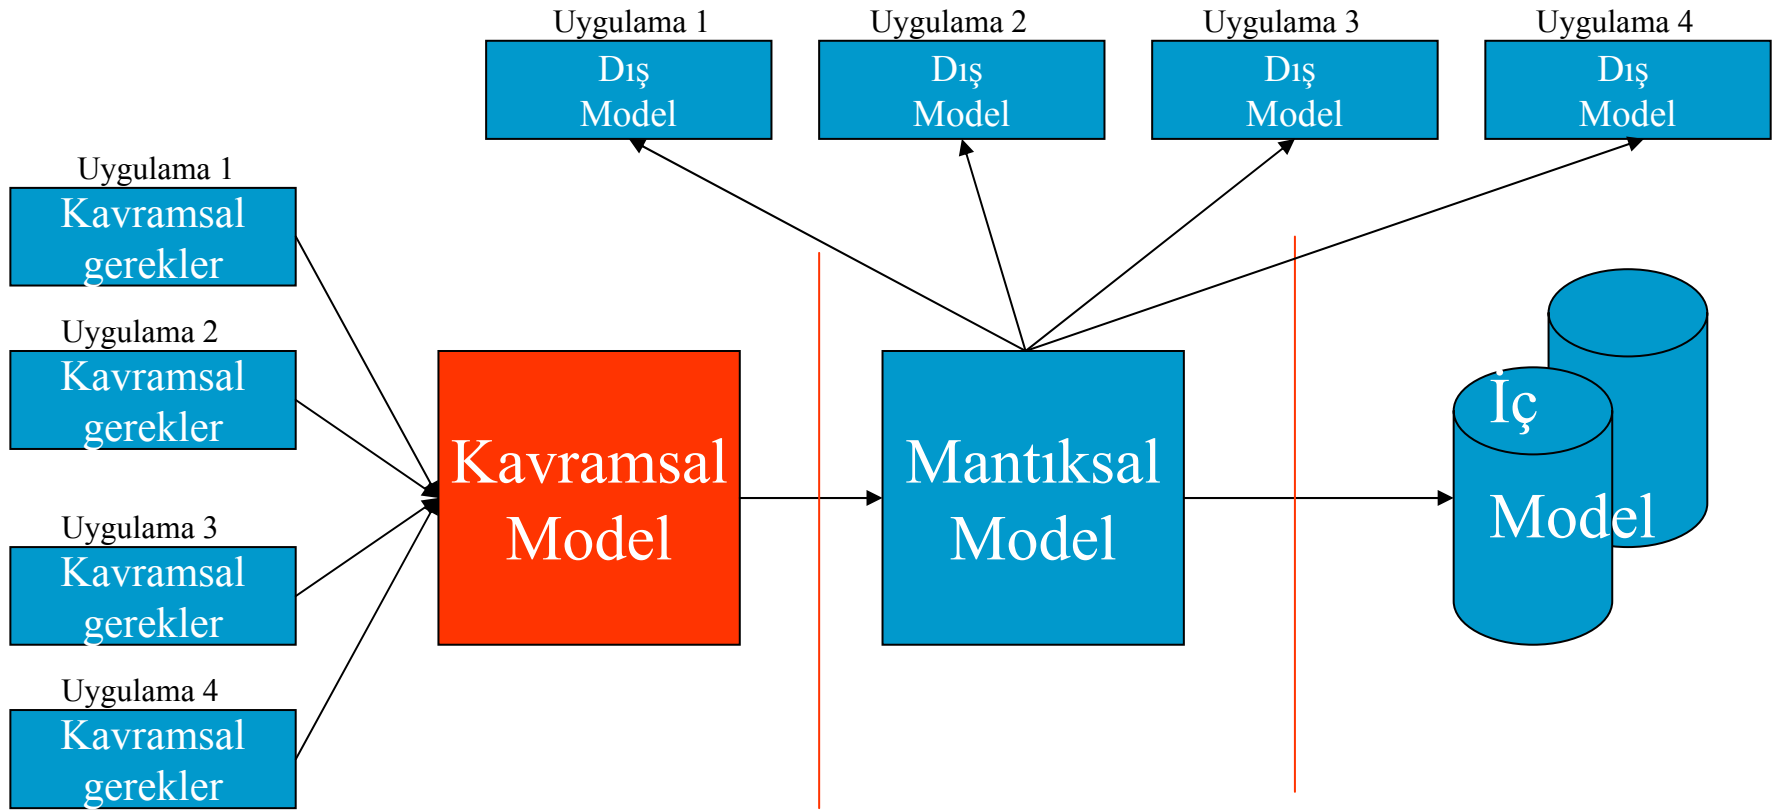 Uygulama 1
Uygulama 2
Uygulama 3
Uygulama 4
Dış
Model
Dış
Model
Dış
Model
Dış
Model
Uygulama 1
Kavramsal
gerekler
Uygulama 2
Kavramsal
gerekler
Uygulama 3
Kavramsal
gerekler
Uygulama 4
Kavramsal
gerekler
Kavramsal
Model
Mantıksal
Model
İç
Model